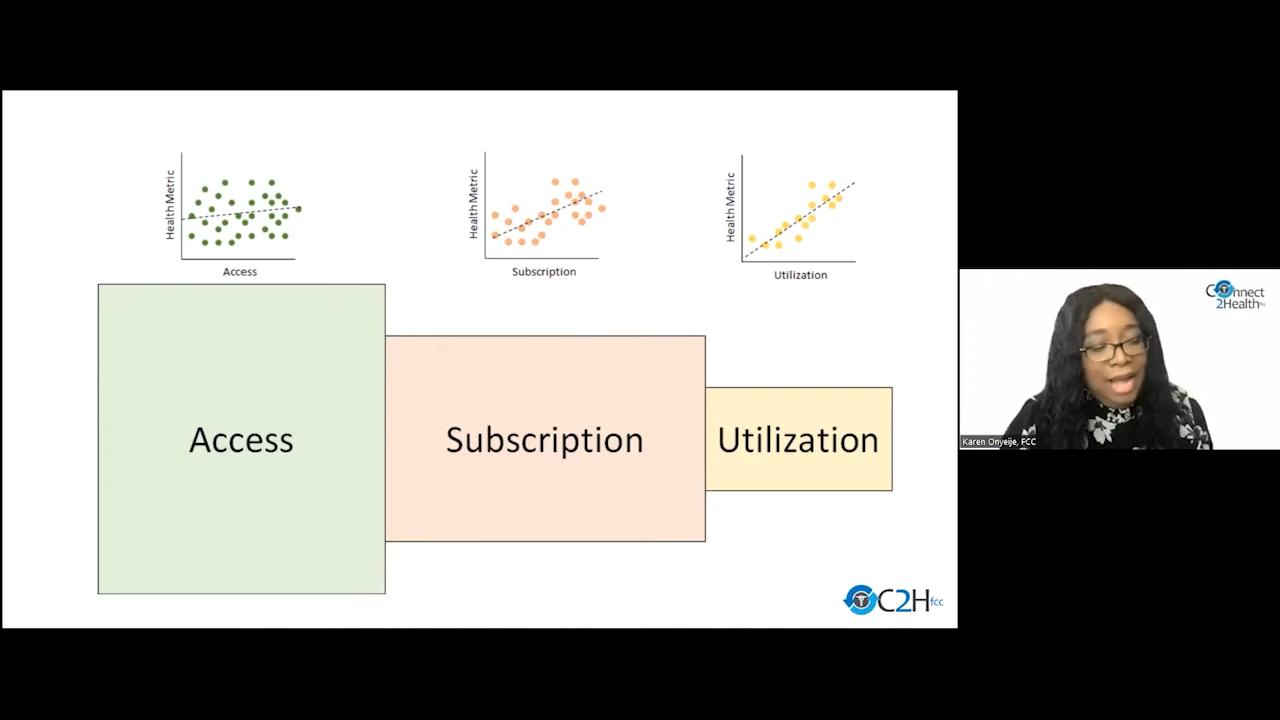 Health Metric
Access
Health Metric
Subscription
Health Metric
Utilization
Access
Subscription
Utilization
C2Hfcc
Connect
2Health
Karen Onyeije, FCC